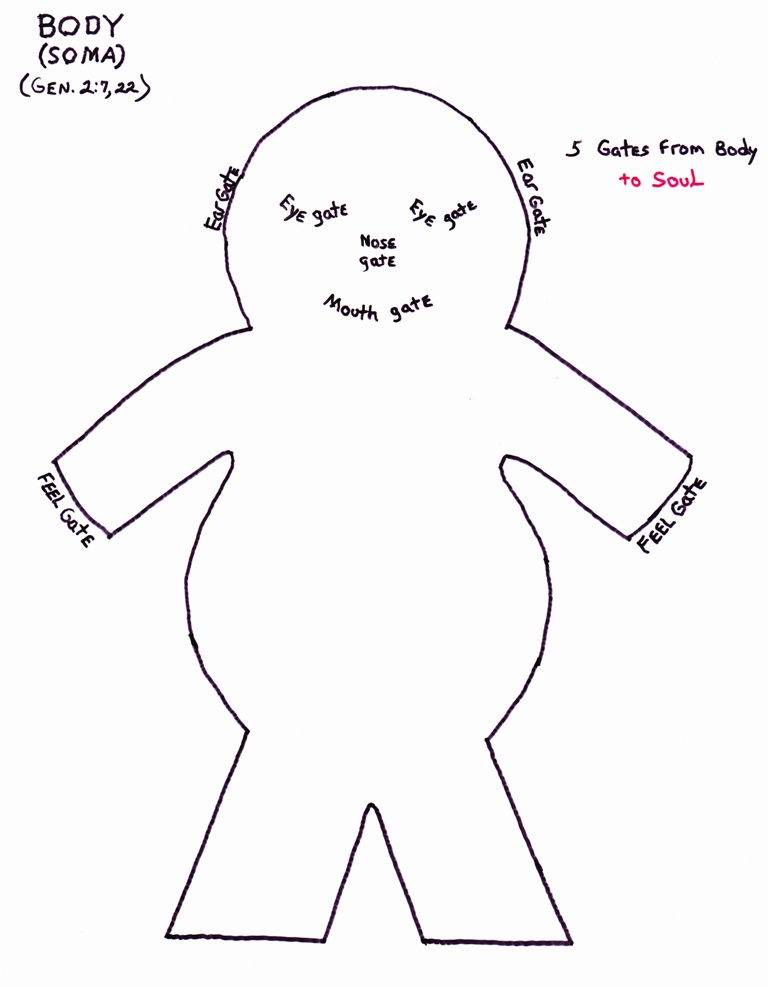 BODY
(SOMA)
(GEN. 2:7,22)
5 Gates From Body
to Soul
Ear Gate
Ear Gate
Eye gate
Eye gate
Nose
gate
Mouth gate
FEEL GatE
FEEL GatE